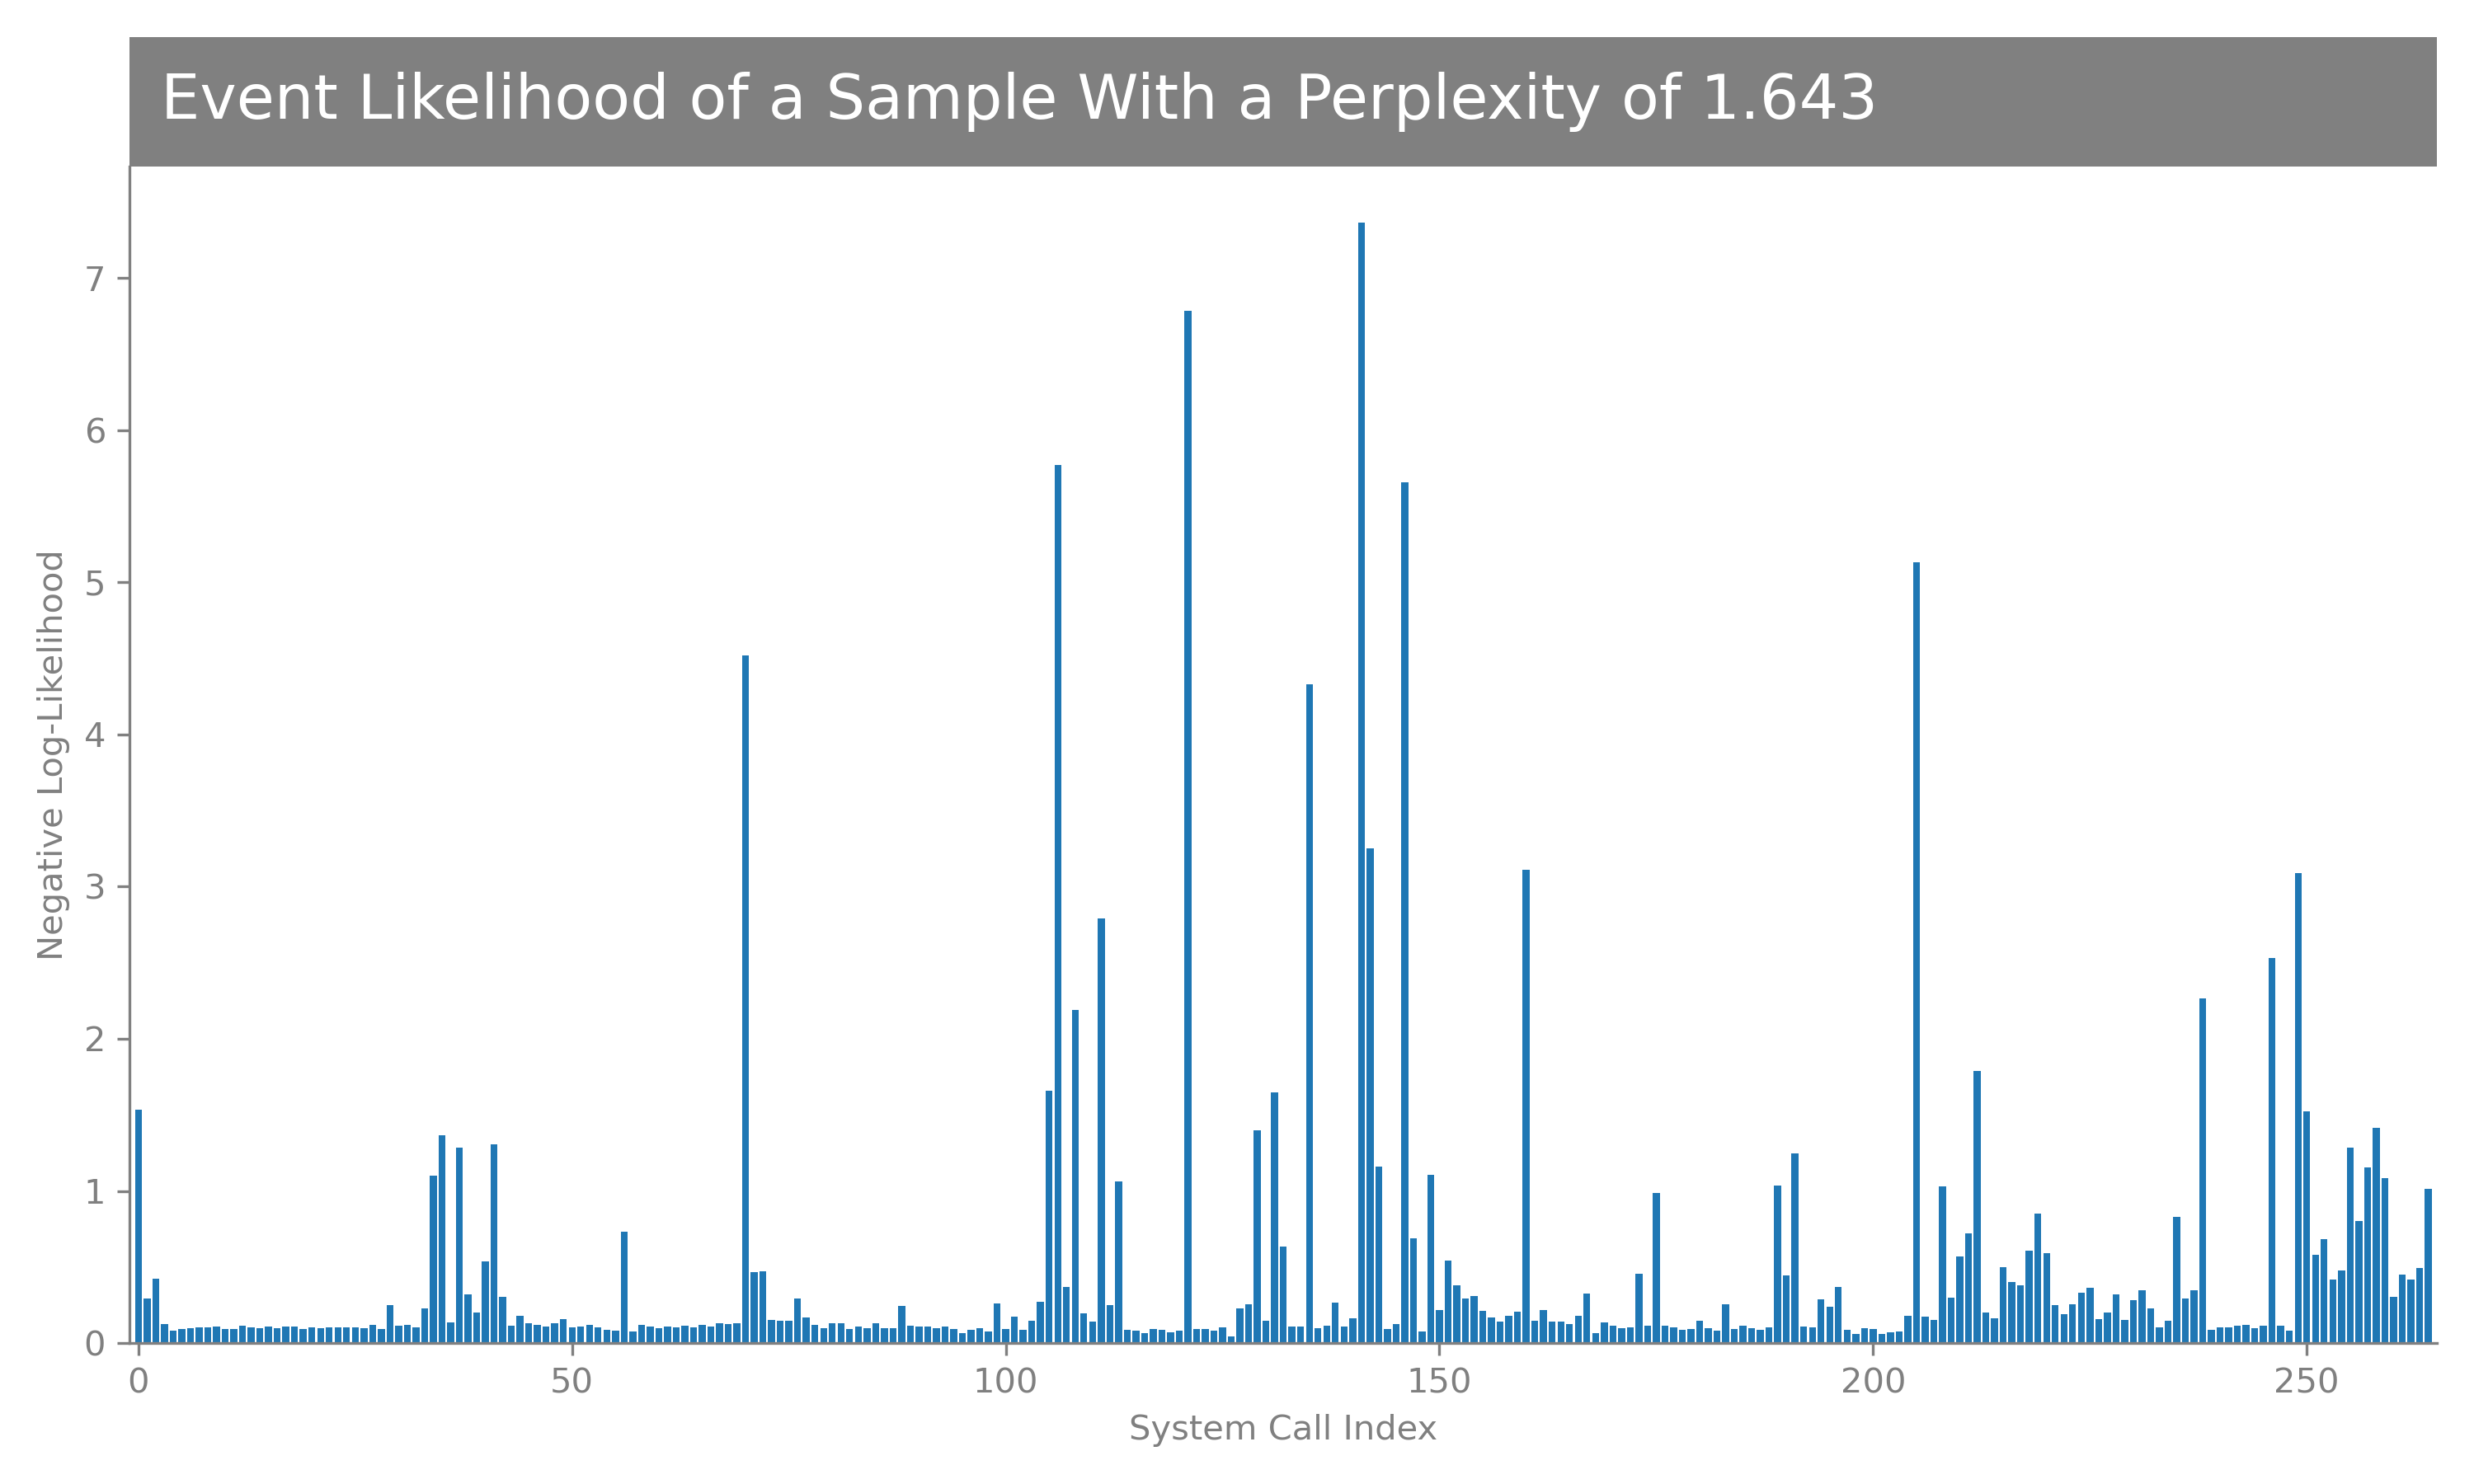 Event Likelihood of a Sample With a Perplexity of 1.643
Negative Log-Likelihood
7
6
5
4
3
2
1
0
0 50 100 150 200 250
System Call Index